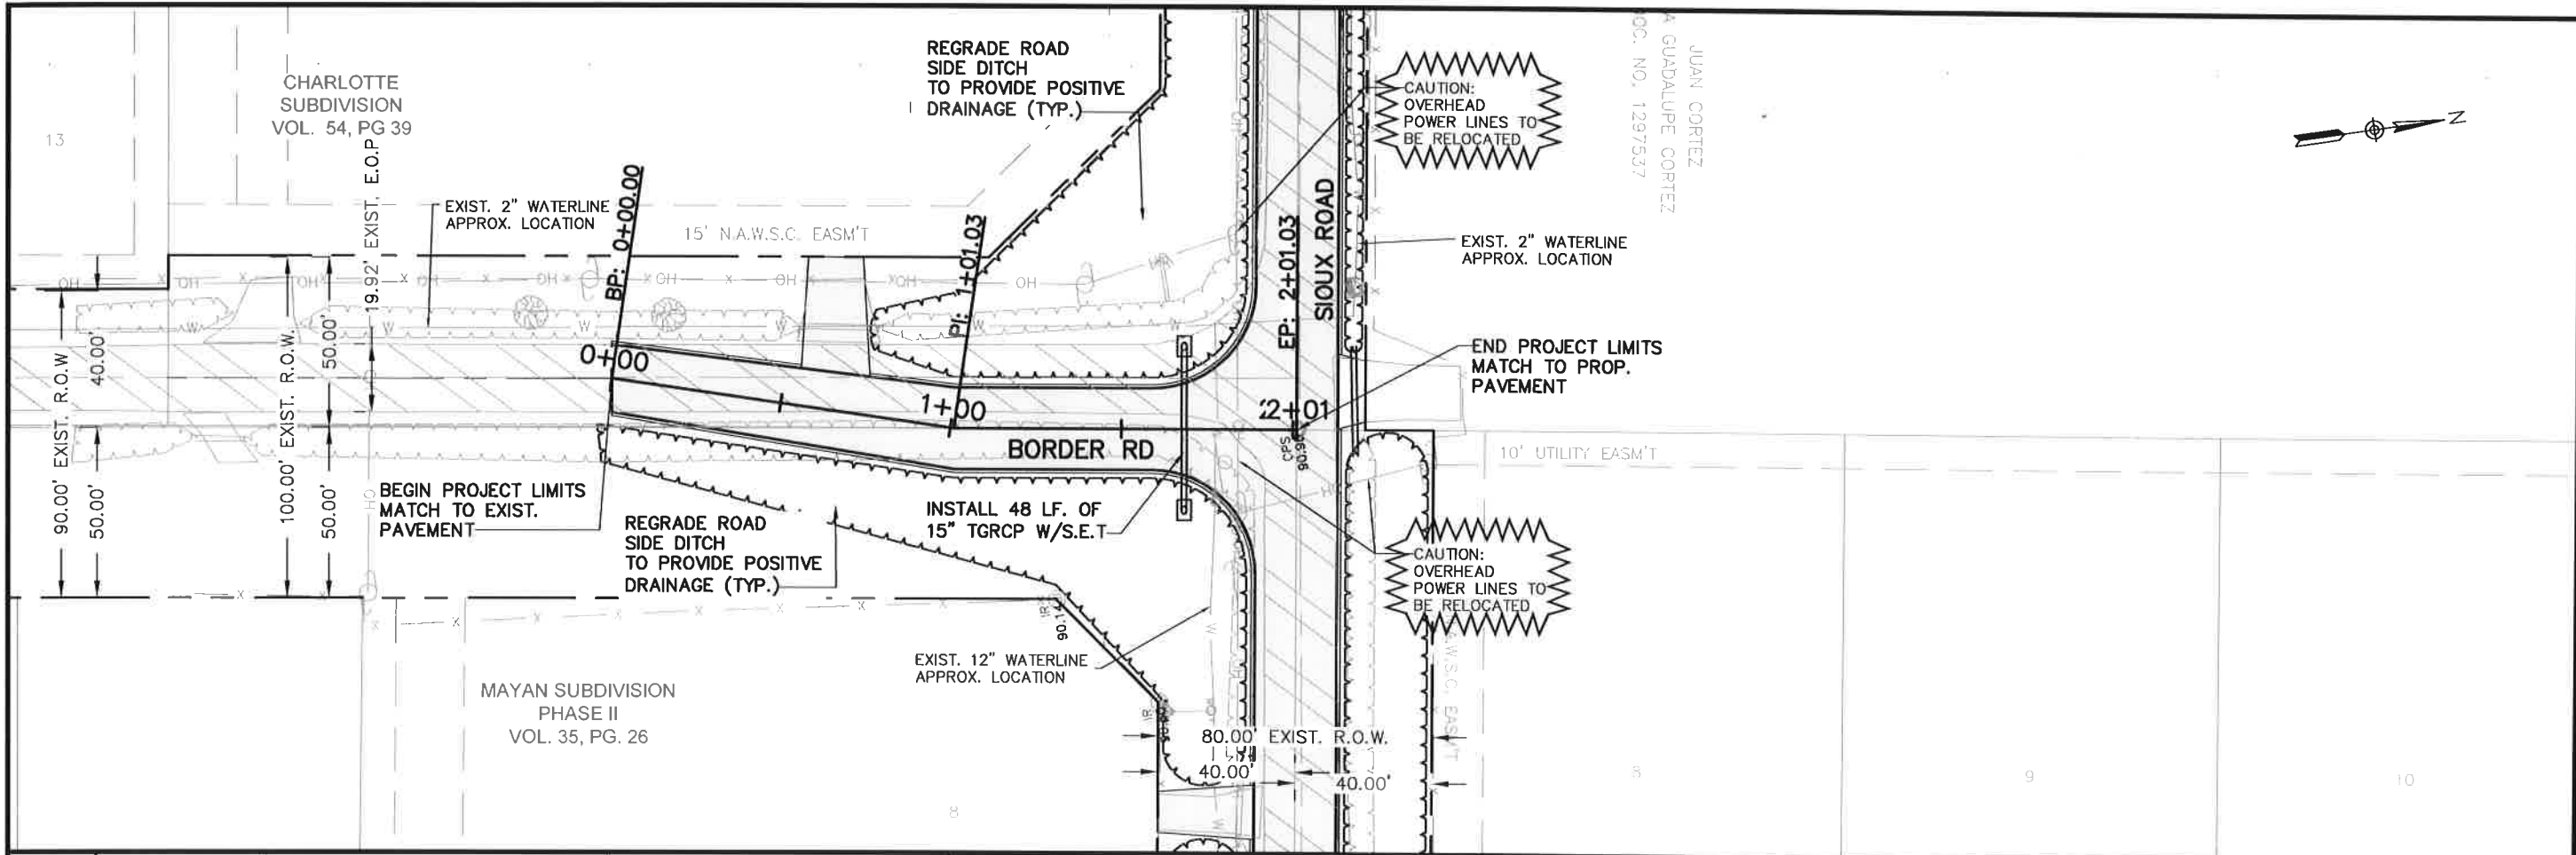 CHARLOTTE
SUBDIVISION
VOL. 54, PG 39
13
19.92' EXIST. E.O.P
EXIST. 2" WATERLINE
APPROX. LOCATION
BP: 0+00.00
15' N.A.W.S.C. EASM'T
REGRADE ROAD
SIDE DITCH
TO PROVIDE POSITIVE
DRAINAGE (TYP.)
PI: 1+01.03
EP: 2+01.03
SIOUX ROAD
CAUTION:
OVERHEAD
POWER LINES TO
BE RELOCATED
JUAN CORTEZ
A GUADALUPE CORTEZ
OC. NO. 1297537
N
EXIST. 2" WATERLINE
APPROX. LOCATION
END PROJECT LIMITS
MATCH TO PROP.
PAVEMENT
90.00' EXIST. R.O.W
40.00'
50.00'
100.00' EXIST. R.O.W.
50.00'
50.00'
0+00
1+00
2+01
BORDER RD
CPS
10' UTILITY EASM'T
BEGIN PROJECT LIMITS
MATCH TO EXIST.
PAVEMENT
REGRADE ROAD
SIDE DITCH
TO PROVIDE POSITIVE
DRAINAGE (TYP.)
INSTALL 48 LF. OF
15" TGRCP W/S.E.T
CAUTION:
OVERHEAD
POWER LINES TO
BE RELOCATED
A.W.S.C. EASM'T
EXIST. 12" WATERLINE
APPROX. LOCATION
90.14
MAYAN SUBDIVISION
PHASE II
VOL. 35, PG. 26
80.00' EXIST. R.O.W.
40.00'
40.00'
8
8
9
10